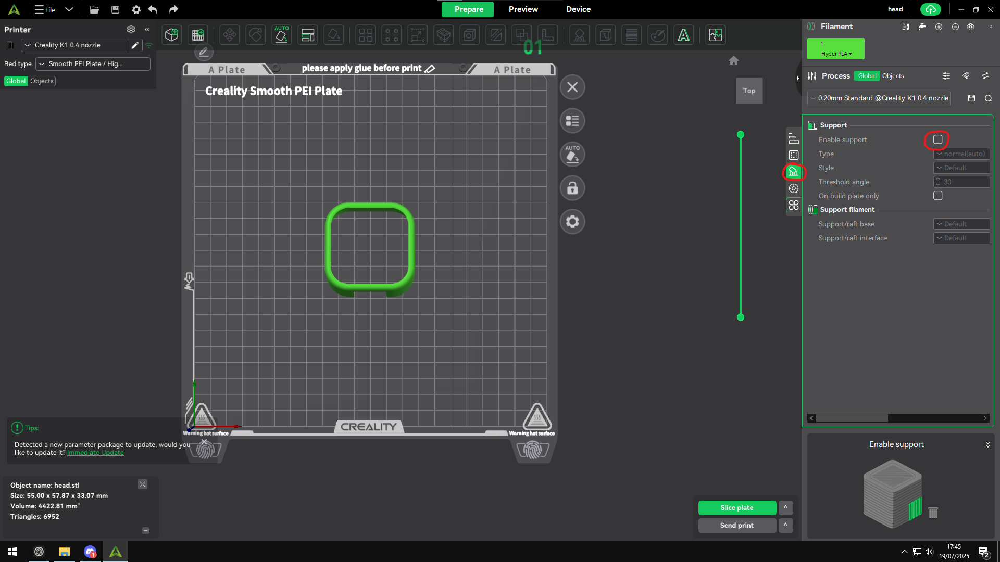 File
Prepare
Preview
Device
head
Printer
Creality K1 0.4 nozzle
Bed type
Smooth PEI Plate / Hig...
Global
Objects
AUTO
01
A Plate
please apply glue before print
A Plate
Creality Smooth PEI Plate
AUTO
Top
CREALITY
Warning hot surface
Warning hot surface
Tips:
Detected a new parameter package to update, would you
like to update it? Immediate Update
Object name: head.stl
Size: 55.00 x 57.87 x 33.07 mm
Volume: 4422.81 mm³
Triangles: 6952
Slice plate
Send print
Filament
1
Hyper PLA
Process
Global
Objects
0.20mm Standard @Creality K1 0.4 nozzle
Support
Enable support
Type
normal(auto)
Style
Default
Threshold angle
30
On build plate only
Support filament
Support/raft base
Default
Support/raft interface
Default
Enable support
1
17:45
19/07/2025
2